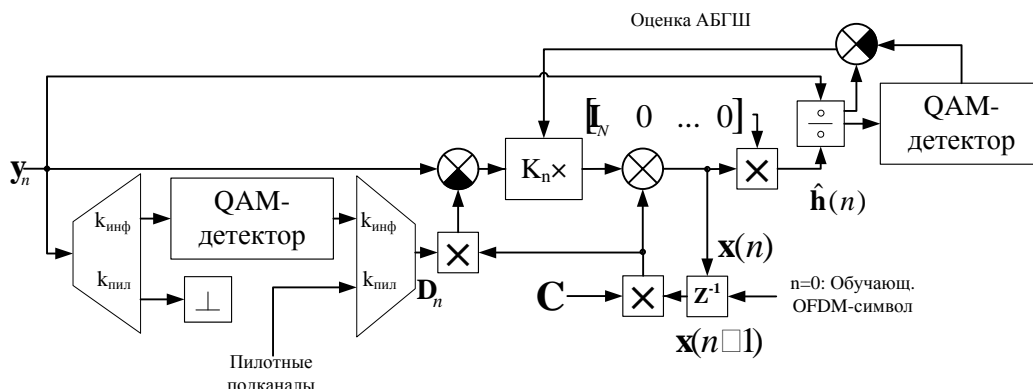 Оценка АБГШ
[I_N 0 ... 0]
÷
QAM-
детектор
y_n
K_n×
×
ĥ(n)
QAM-
детектор
k_инф
k_инф
k_пил
k_пил
⊥
D_n
×
x(n)
C
×
Z⁻¹
n=0: Обучающ.
OFDM-символ
x(n□1)
Пилотные
подканалы